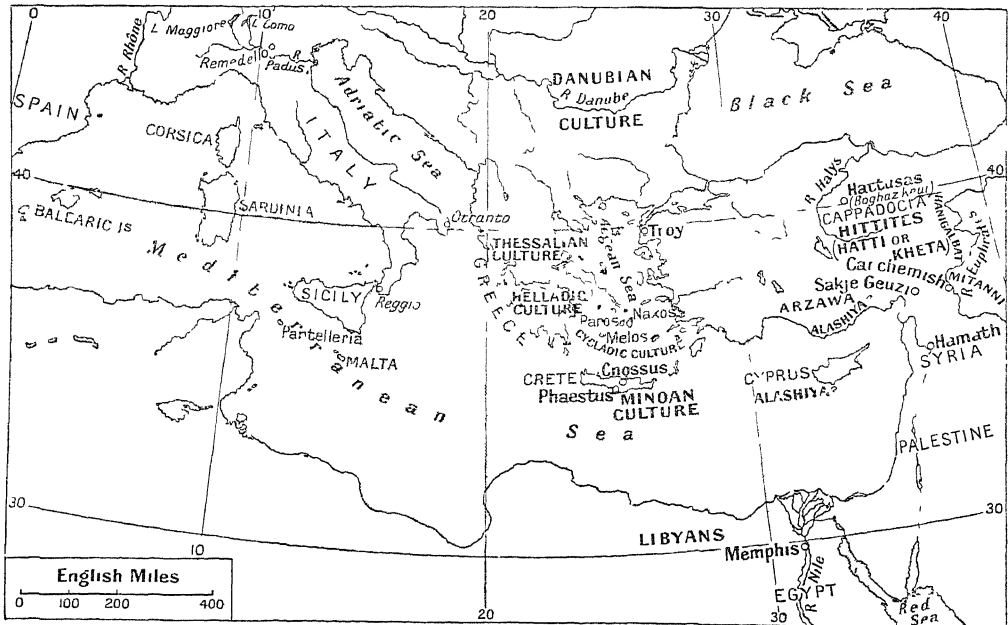 0
10
20
30
40
L Maggiore
L Como
R Rhône
Remedello
Padus R
DANUBIAN
R Danube
CULTURE
Black Sea
SPAIN
Adriatic Sea
CORSICA
ITALY
40
40
R Halys
Hattusas
(Boghaz keui)
CAPPADOCIA
HITTITES
(HATTI OR
KHETA)
HANIGALBAT
R Euphrates
BALEARIC Is
SARDINIA
Otranto
Troy
Aegean Sea
THESSALIAN
CULTURE
GREECE
Carchemish
(MITANNI)
Sakje Geuzi
ARZAWA
ALASHIYA
Mediterranean
Sea
SICILY
Reggio
HELLADIC
CULTURE
Paros
Naxos
Melos
CYCLADIC CULTURE
Pantelleria
MALTA
Hamath
SYRIA
Cnossus
CRETE
Phaestus
MINOAN
CULTURE
CYPRUS
ALASHIYA?
PALESTINE
30
30
LIBYANS
Memphis
10
EGYPT
R Nile
Red
Sea
English Miles
0 100 200 400
20
30